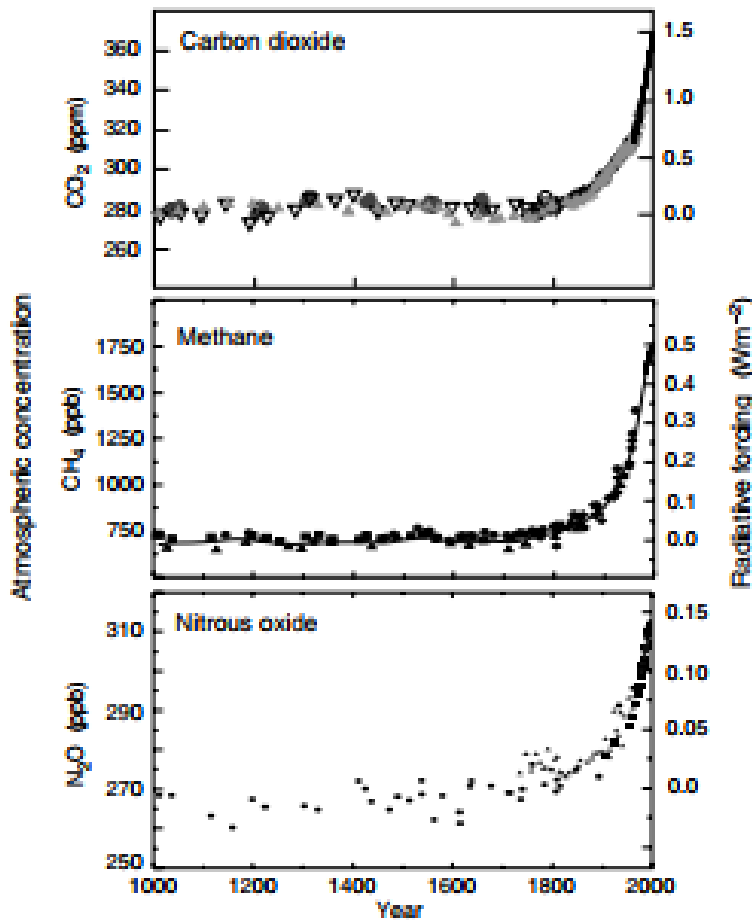 Atmospheric concentration
Carbon dioxide
CO₂ (ppm)
360
340
320
300
280
260
1.5
1.0
0.5
0.0
Methane
CH₄ (ppb)
1750
1500
1250
1000
750
0.5
0.4
0.3
0.2
0.1
0.0
Nitrous oxide
N₂O (ppb)
310
290
270
250
0.15
0.10
0.05
0.0
1000 1200 1400 1600 1800 2000
Year
Radiative forcing (Wm⁻²)